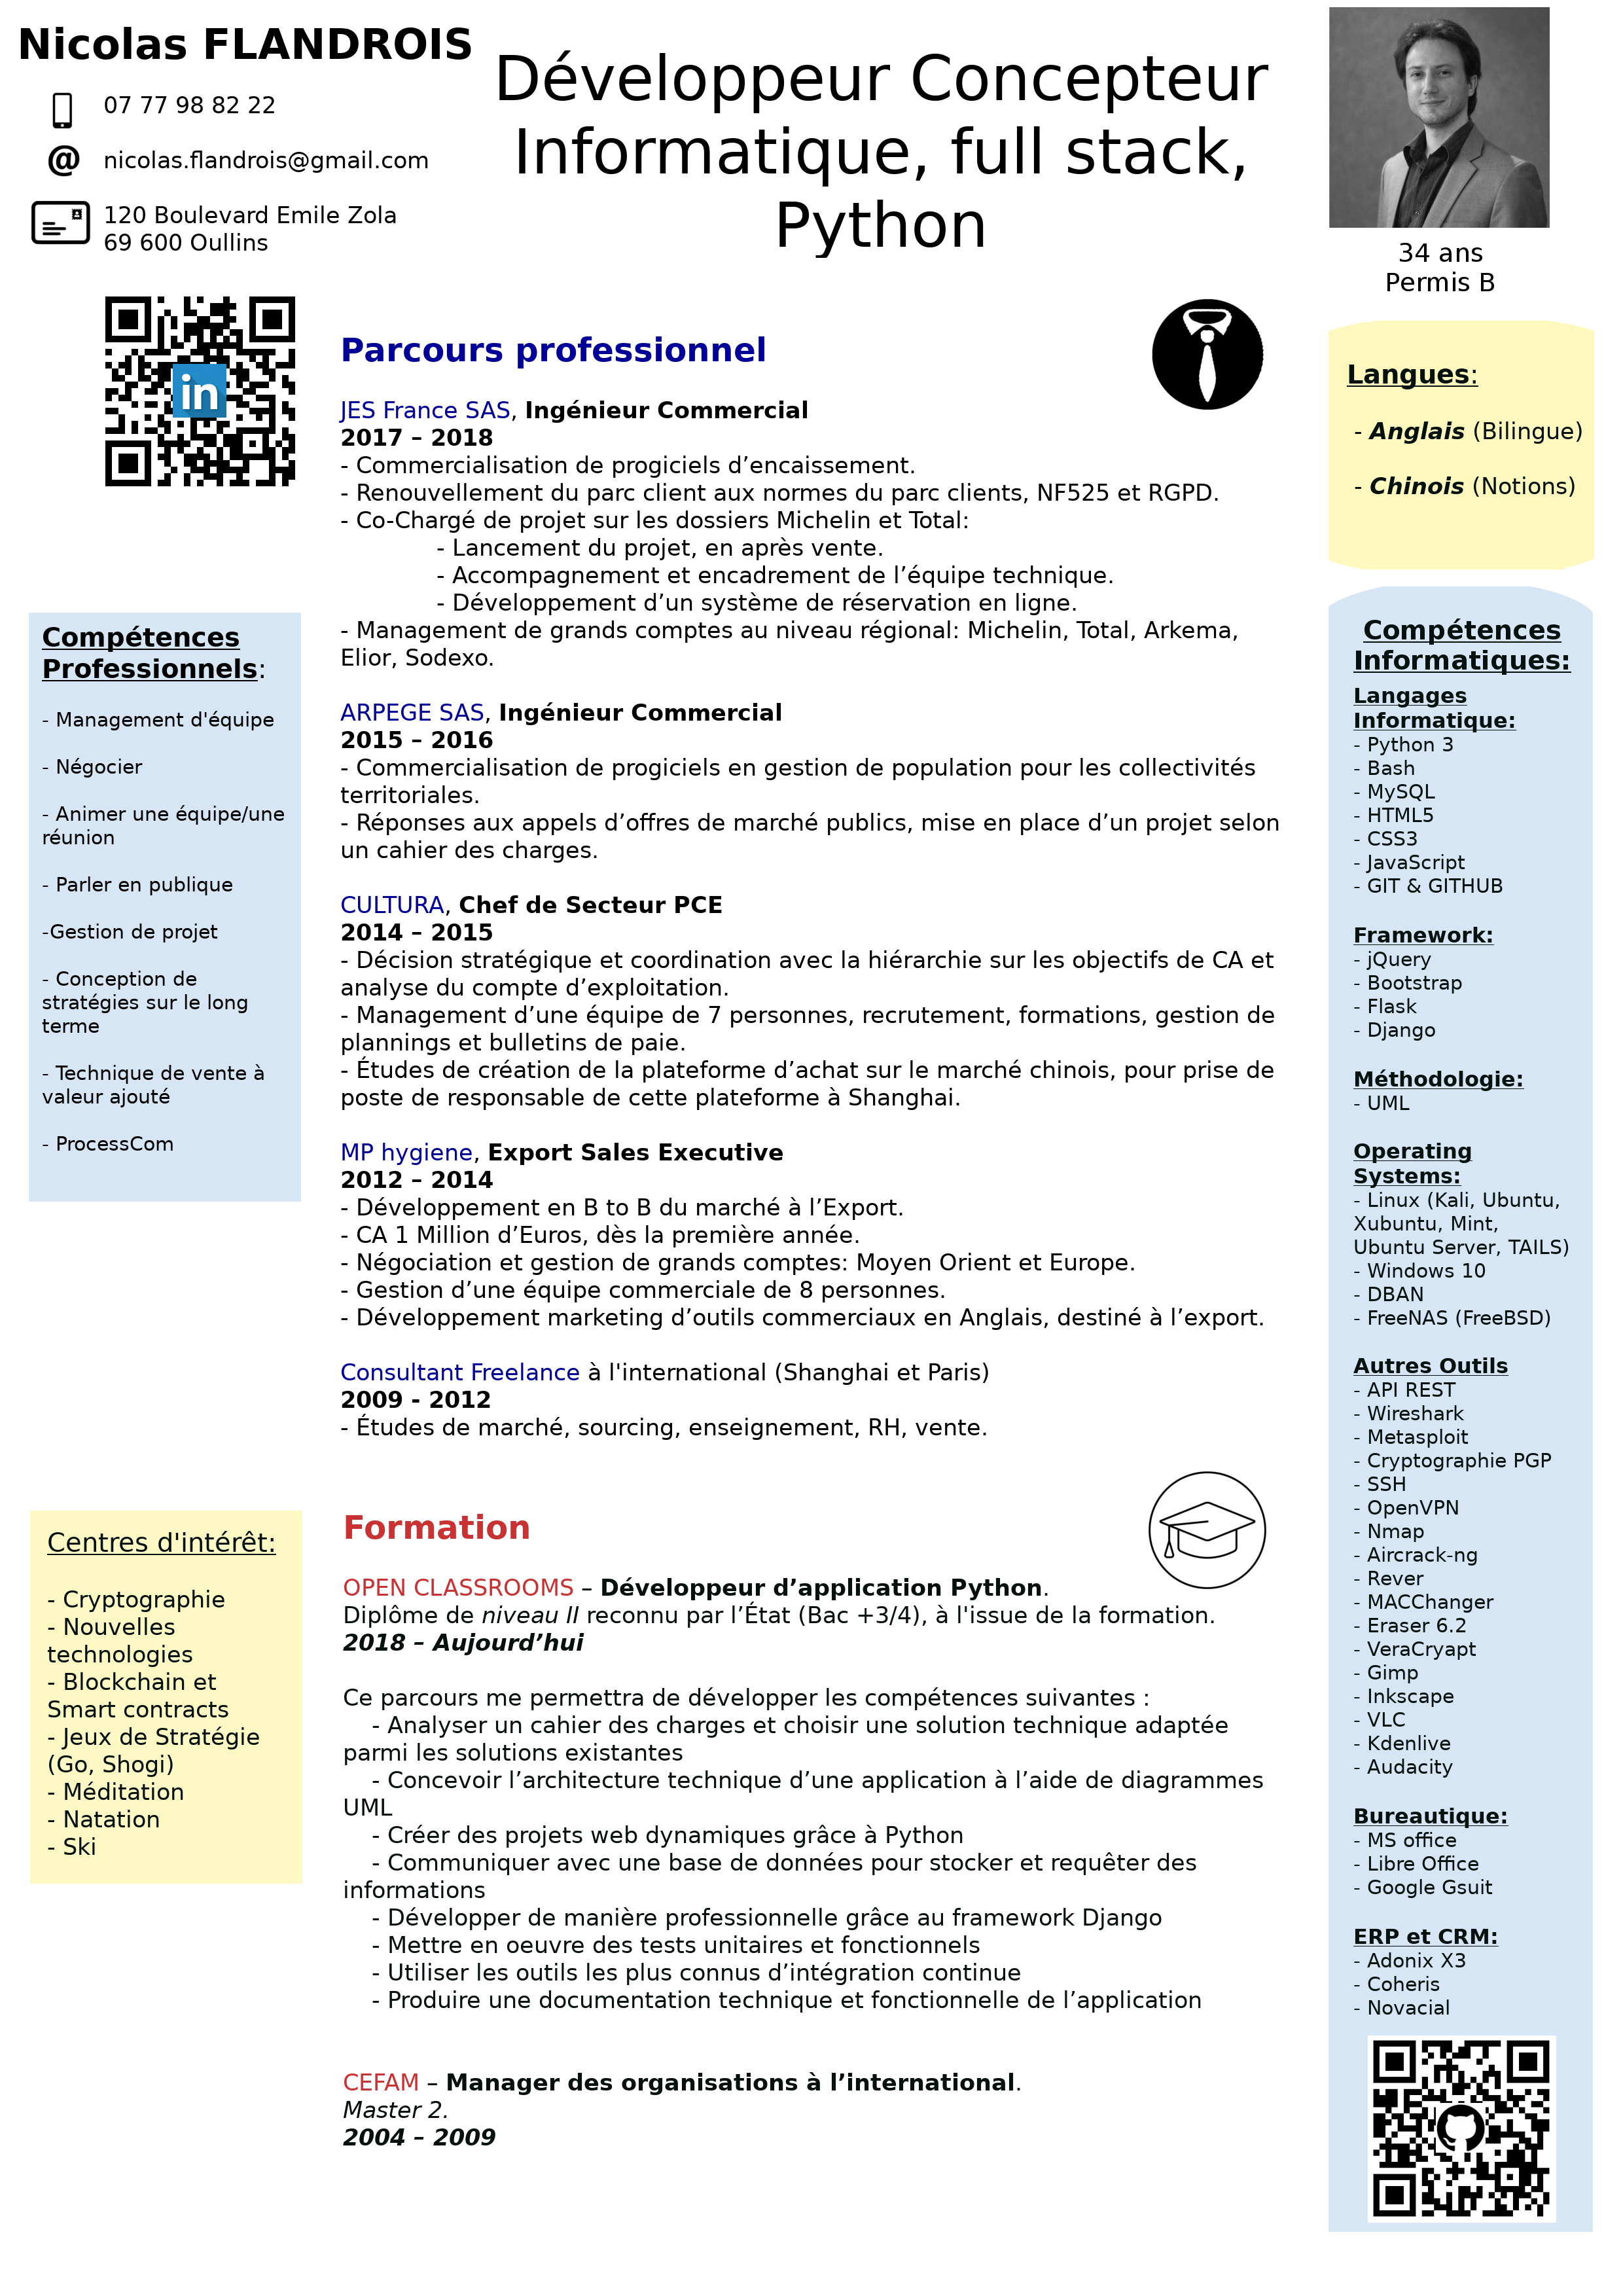 Nicolas FLANDROIS
07 77 98 82 22
@
nicolas.flandrois@gmail.com
120 Boulevard Emile Zola
69 600 Oullins
Développeur Concepteur
Informatique, full stack,
Python
34 ans
Permis B
in
Compétences
Professionnels:
- Management d'équipe
- Négocier
- Animer une équipe/une
réunion
- Parler en publique
-Gestion de projet
- Conception de
stratégies sur le long
terme
- Technique de vente à
valeur ajouté
- ProcessCom
Centres d'intérêt:
- Cryptographie
- Nouvelles
technologies
- Blockchain et
Smart contracts
- Jeux de Stratégie
(Go, Shogi)
- Méditation
- Natation
- Ski
Parcours professionnel
JES France SAS, Ingénieur Commercial
2017 – 2018
- Commercialisation de progiciels d’encaissement.
- Renouvellement du parc client aux normes du parc clients, NF525 et RGPD.
- Co-Chargé de projet sur les dossiers Michelin et Total:
- Lancement du projet, en après vente.
- Accompagnement et encadrement de l’équipe technique.
- Développement d’un système de réservation en ligne.
- Management de grands comptes au niveau régional: Michelin, Total, Arkema,
Elior, Sodexo.
ARPEGE SAS, Ingénieur Commercial
2015 – 2016
- Commercialisation de progiciels en gestion de population pour les collectivités
territoriales.
- Réponses aux appels d’offres de marché publics, mise en place d’un projet selon
un cahier des charges.
CULTURA, Chef de Secteur PCE
2014 – 2015
- Décision stratégique et coordination avec la hiérarchie sur les objectifs de CA et
analyse du compte d’exploitation.
- Management d’une équipe de 7 personnes, recrutement, formations, gestion de
plannings et bulletins de paie.
- Études de création de la plateforme d’achat sur le marché chinois, pour prise de
poste de responsable de cette plateforme à Shanghai.
MP hygiene, Export Sales Executive
2012 – 2014
- Développement en B to B du marché à l’Export.
- CA 1 Million d’Euros, dès la première année.
- Négociation et gestion de grands comptes: Moyen Orient et Europe.
- Gestion d’une équipe commerciale de 8 personnes.
- Développement marketing d’outils commerciaux en Anglais, destiné à l’export.
Consultant Freelance à l'international (Shanghai et Paris)
2009 - 2012
- Études de marché, sourcing, enseignement, RH, vente.
Formation
OPEN CLASSROOMS – Développeur d’application Python.
Diplôme de niveau II reconnu par l’État (Bac +3/4), à l'issue de la formation.
2018 – Aujourd’hui
Ce parcours me permettra de développer les compétences suivantes :
- Analyser un cahier des charges et choisir une solution technique adaptée
parmi les solutions existantes
- Concevoir l’architecture technique d’une application à l’aide de diagrammes
UML
- Créer des projets web dynamiques grâce à Python
- Communiquer avec une base de données pour stocker et requêter des
informations
- Développer de manière professionnelle grâce au framework Django
- Mettre en oeuvre des tests unitaires et fonctionnels
- Utiliser les outils les plus connus d’intégration continue
- Produire une documentation technique et fonctionnelle de l’application
CEFAM – Manager des organisations à l’international.
Master 2.
2004 – 2009
Langues:
- Anglais (Bilingue)
- Chinois (Notions)
Compétences
Informatiques:
Langages
Informatique:
- Python 3
- Bash
- MySQL
- HTML5
- CSS3
- JavaScript
- GIT & GITHUB
Framework:
- jQuery
- Bootstrap
- Flask
- Django
Méthodologie:
- UML
Operating
Systems:
- Linux (Kali, Ubuntu,
Xubuntu, Mint,
Ubuntu Server, TAILS)
- Windows 10
- DBAN
- FreeNAS (FreeBSD)
Autres Outils
- API REST
- Wireshark
- Metasploit
- Cryptographie PGP
- SSH
- OpenVPN
- Nmap
- Aircrack-ng
- Rever
- MACChanger
- Eraser 6.2
- VeraCryapt
- Gimp
- Inkscape
- VLC
- Kdenlive
- Audacity
Bureautique:
- MS office
- Libre Office
- Google Gsuit
ERP et CRM:
- Adonix X3
- Coheris
- Novacial